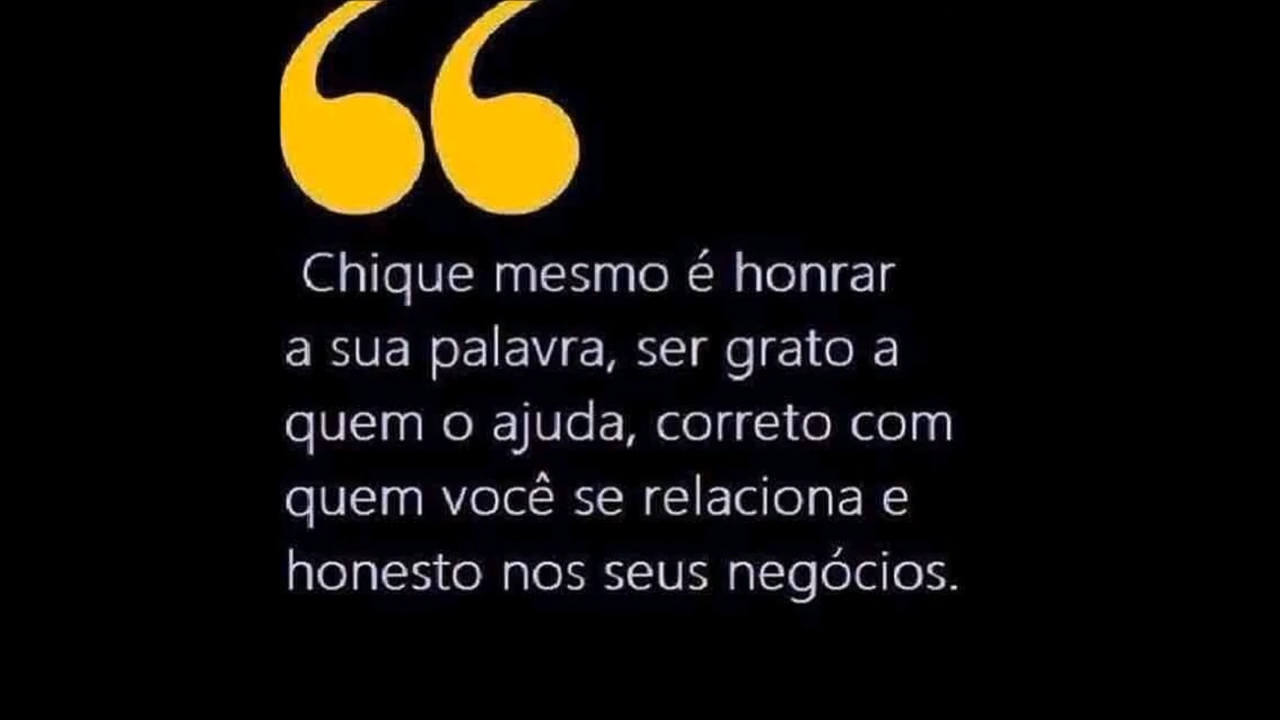 Chique mesmo é honrar
a sua palavra, ser grato a
quem o ajuda, correto com
quem você se relaciona e
honesto nos seus negócios.